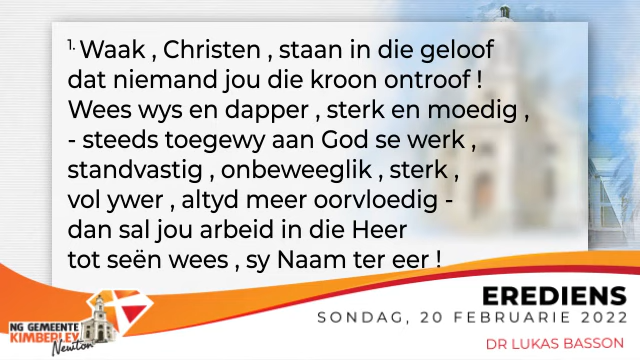 1. Waak , Christen , staan in die geloof
dat niemand jou die kroon ontroof !
Wees wys en dapper , sterk en moedig ,
- steeds toegewy aan God se werk ,
standvastig , onbeweeglik , sterk ,
vol ywer , altyd meer oorvloedig -
dan sal jou arbeid in die Heer
tot seën wees , sy Naam ter eer !
EREDIENS
SONDAG, 20 FEBRUARIE 2022
DR LUKAS BASSON
NG GEMEENTE
KIMBERLEY
Newton